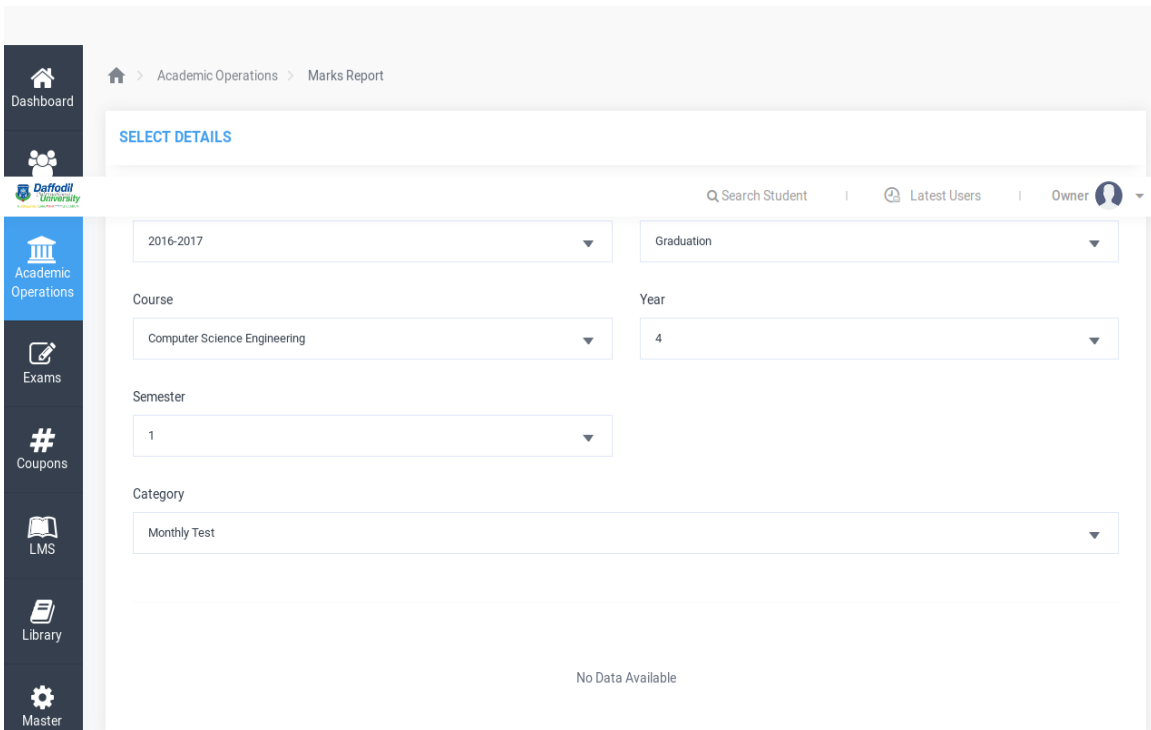 Academic Operations
Marks Report
Dashboard
SELECT DETAILS
Daffodil
University
Search Student
Latest Users
Owner
2016-2017
Graduation
Academic
Operations
Course
Year
Computer Science Engineering
4
Exams
Semester
1
Coupons
Category
Monthly Test
LMS
Library
No Data Available
Master